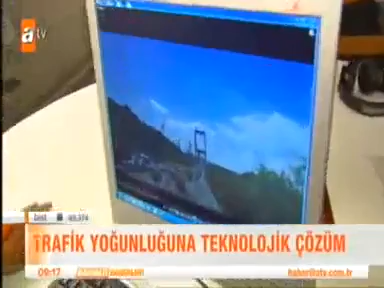 atv
TRAFİK YOĞUNLUĞUNA TEKNOLOJİK ÇÖZÜM
09:17
haber@atv.com.tr